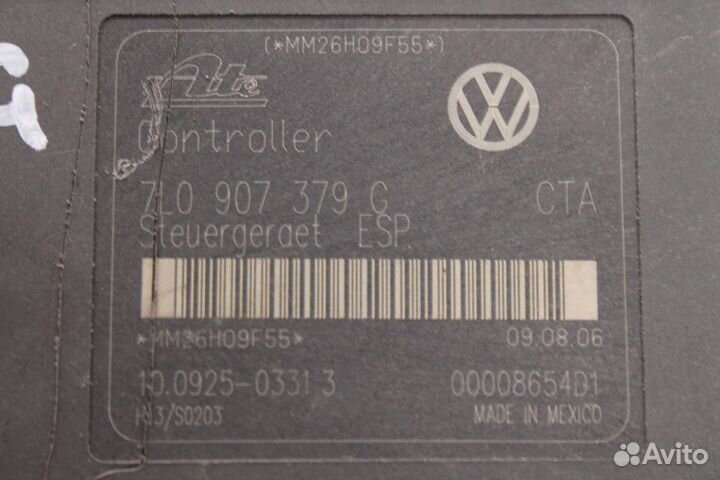 (*MM26H09F55*)
Ate
Controller
7L0 907 379 G CTA
Steuergeraet ESP
*MM26H09F55*
09.08.06
10.0925-0331 3
00008654D1
H13/S0203
MADE IN MEXICO
Avito